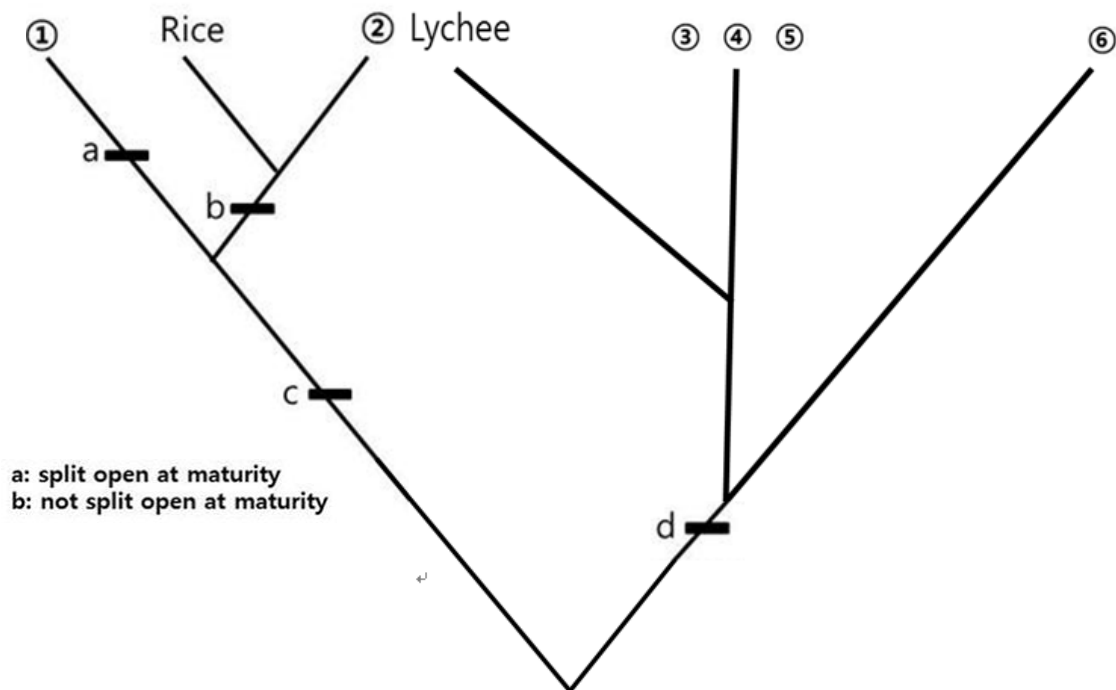 ① Rice ② Lychee ③ ④ ⑤ ⑥
a
b
c
a: split open at maturity
b: not split open at maturity
d
↵